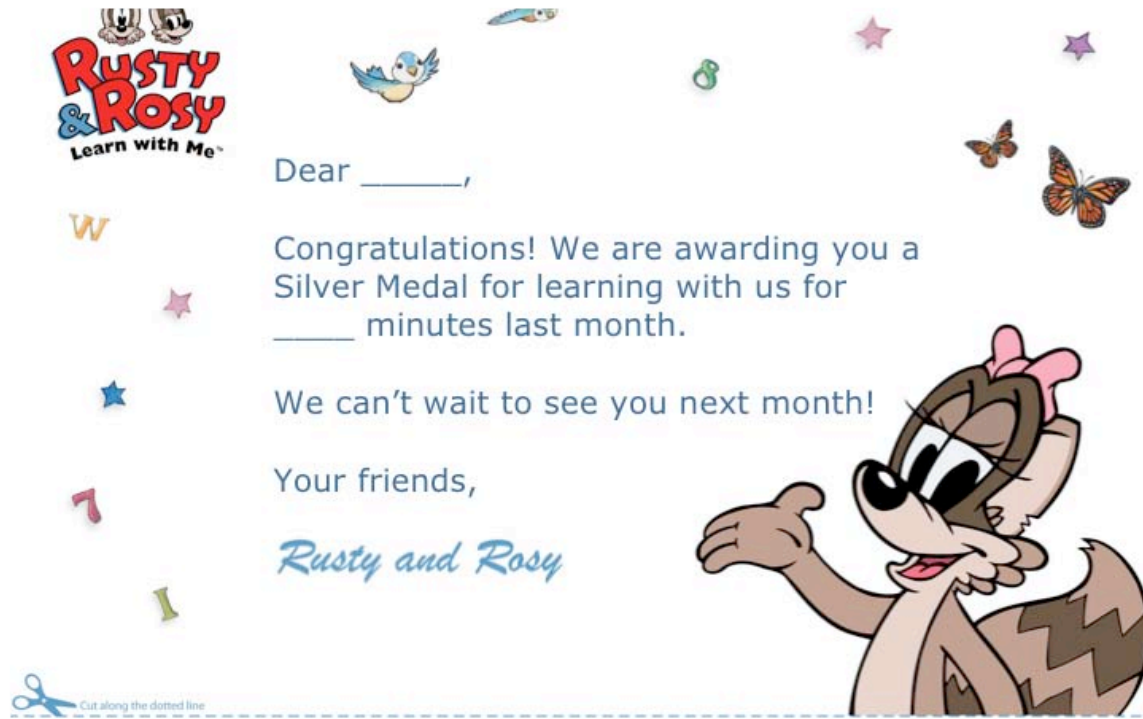 RUSTY
& ROSY
Learn with Me™
8
W
Dear _____,
Congratulations! We are awarding you a
Silver Medal for learning with us for
____ minutes last month.
We can't wait to see you next month!
7
Your friends,
Rusty and Rosy
I
Cut along the dotted line